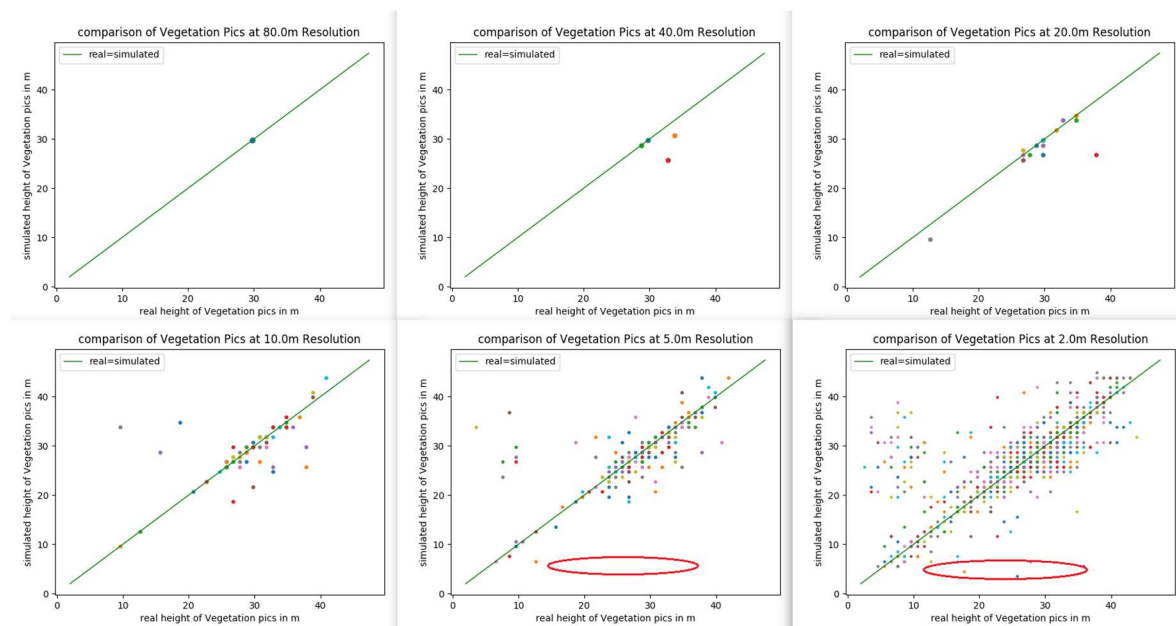 comparison of Vegetation Pics at 80.0m Resolution
real=simulated
simulated height of Vegetation pics in m
40
30
20
10
0
0 10 20 30 40
real height of Vegetation pics in m
comparison of Vegetation Pics at 40.0m Resolution
real=simulated
simulated height of Vegetation pics in m
40
30
20
10
0
0 10 20 30 40
real height of Vegetation pics in m
comparison of Vegetation Pics at 20.0m Resolution
real=simulated
simulated height of Vegetation pics in m
40
30
20
10
0
0 10 20 30 40
real height of Vegetation pics in m
comparison of Vegetation Pics at 10.0m Resolution
real=simulated
simulated height of Vegetation pics in m
40
30
20
10
0
0 10 20 30 40
real height of Vegetation pics in m
comparison of Vegetation Pics at 5.0m Resolution
real=simulated
simulated height of Vegetation pics in m
40
30
20
10
0
0 10 20 30 40
real height of Vegetation pics in m
comparison of Vegetation Pics at 2.0m Resolution
real=simulated
simulated height of Vegetation pics in m
40
30
20
10
0
0 10 20 30 40
real height of Vegetation pics in m